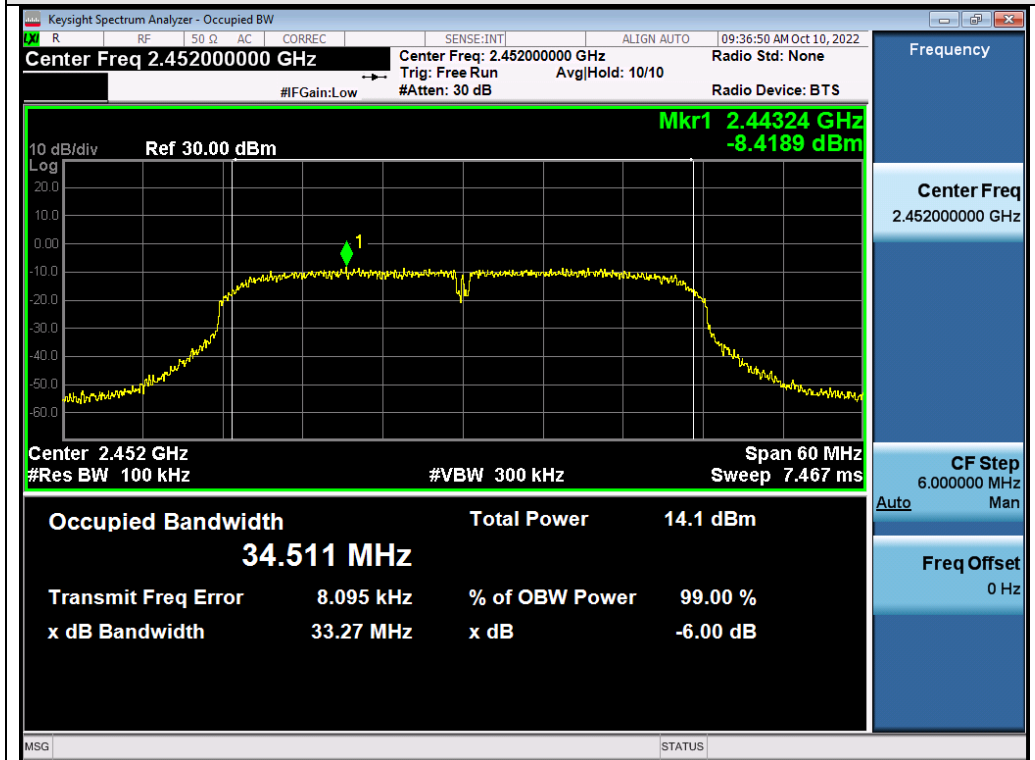 Keysight Spectrum Analyzer - Occupied BW
LXI R RF 50 Ω AC CORREC SENSE:INT ALIGN AUTO 09:36:50 AM Oct 10, 2022
Center Freq 2.452000000 GHz
Center Freq: 2.452000000 GHz
Radio Std: None
Trig: Free Run Avg|Hold: 10/10
#IFGain:Low
#Atten: 30 dB
Radio Device: BTS
Frequency
Mkr1 2.44324 GHz
-8.4189 dBm
10 dB/div Ref 30.00 dBm
Log
20.0
10.0
0.00
-10.0
-20.0
-30.0
-40.0
-50.0
-60.0
1
Center 2.452 GHz Span 60 MHz
#Res BW 100 kHz #VBW 300 kHz Sweep 7.467 ms
Center Freq
2.452000000 GHz
CF Step
6.000000 MHz
Auto Man
Freq Offset
0 Hz
Occupied Bandwidth Total Power 14.1 dBm
34.511 MHz
Transmit Freq Error 8.095 kHz % of OBW Power 99.00 %
x dB Bandwidth 33.27 MHz x dB -6.00 dB
MSG STATUS